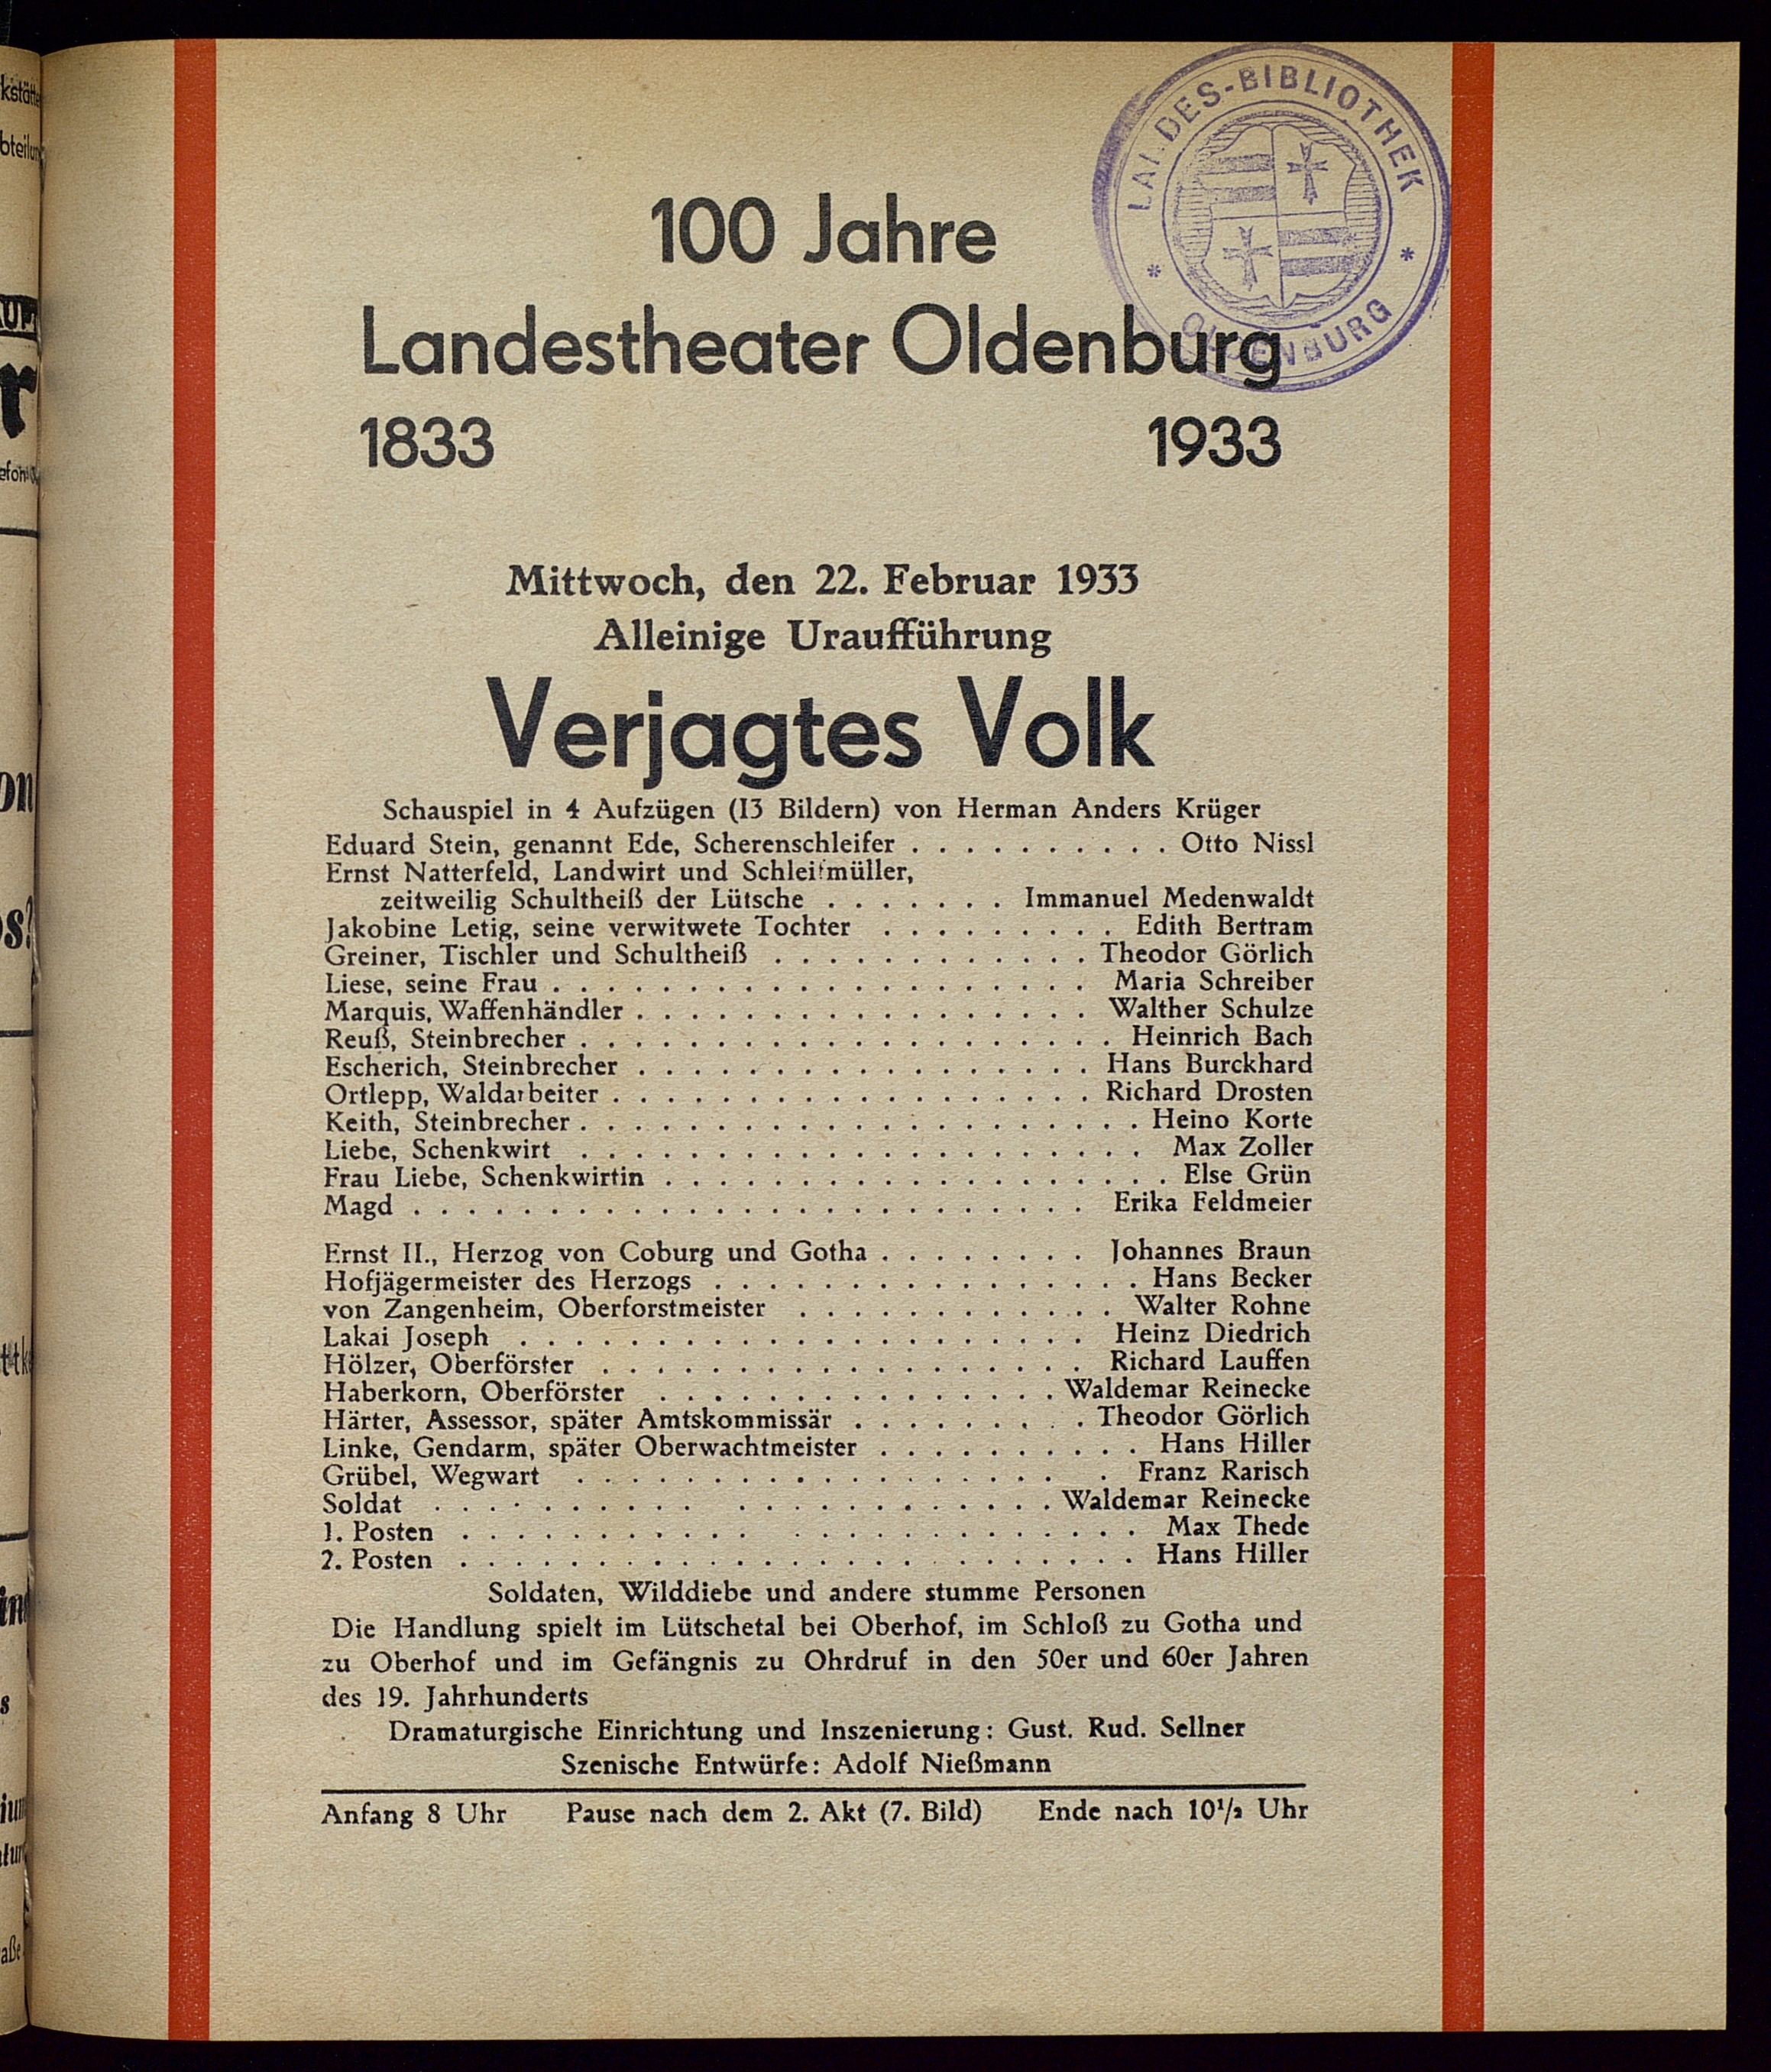 LANDES-BIBLIOTHEK
OLDENBURG
100 Jahre
Landestheater Oldenburg
1833 1933
Mittwoch, den 22. Februar 1933
Alleinige Uraufführung
Verjagtes Volk
Schauspiel in 4 Aufzügen (13 Bildern) von Herman Anders Krüger
Eduard Stein, genannt Ede, Scherenschleifer . . . . . . . . . . Otto Nissl
Ernst Natterfeld, Landwirt und Schleifmüller,
zeitweilig Schultheiß der Lütsche . . . . . . . Immanuel Medenwaldt
Jakobine Letig, seine verwitwete Tochter . . . . . . . . . Edith Bertram
Greiner, Tischler und Schultheiß . . . . . . . . . . . . Theodor Görlich
Liese, seine Frau . . . . . . . . . . . . . . . . . . . . Maria Schreiber
Marquis, Waffenhändler . . . . . . . . . . . . . . . . . Walther Schulze
Reuß, Steinbrecher . . . . . . . . . . . . . . . . . . . . Heinrich Bach
Escherich, Steinbrecher . . . . . . . . . . . . . . . . . Hans Burckhard
Ortlepp, Waldarbeiter . . . . . . . . . . . . . . . . . . Richard Drosten
Keith, Steinbrecher . . . . . . . . . . . . . . . . . . . . . Heino Korte
Liebe, Schenkwirt . . . . . . . . . . . . . . . . . . . . . Max Zoller
Frau Liebe, Schenkwirtin . . . . . . . . . . . . . . . . . . . Else Grün
Magd . . . . . . . . . . . . . . . . . . . . . . . . . Erika Feldmeier
Ernst II., Herzog von Coburg und Gotha . . . . . . . . Johannes Braun
Hofjägermeister des Herzogs . . . . . . . . . . . . . . . . Hans Becker
von Zangenheim, Oberforstmeister . . . . . . . . . . . . Walter Rohne
Lakai Joseph . . . . . . . . . . . . . . . . . . . . . Heinz Diedrich
Hölzer, Oberförster . . . . . . . . . . . . . . . . . . Richard Lauffen
Haberkorn, Oberförster . . . . . . . . . . . . . . . Waldemar Reinecke
Härter, Assessor, später Amtskommissär . . . . . . . . . Theodor Görlich
Linke, Gendarm, später Oberwachtmeister . . . . . . . . . . Hans Hiller
Grübel, Wegwart . . . . . . . . . . . . . . . . . . . Franz Rarisch
Soldat . . . . . . . . . . . . . . . . . . . . . . Waldemar Reinecke
1. Posten . . . . . . . . . . . . . . . . . . . . . . . . Max Thede
2. Posten . . . . . . . . . . . . . . . . . . . . . . . . . Hans Hiller
Soldaten, Wilddiebe und andere stumme Personen
Die Handlung spielt im Lütschetal bei Oberhof, im Schloß zu Gotha und
zu Oberhof und im Gefängnis zu Ohrdruf in den 50er und 60er Jahren
des 19. Jahrhunderts
Dramaturgische Einrichtung und Inszenierung: Gust. Rud. Sellner
Szenische Entwürfe: Adolf Nießmann
Anfang 8 Uhr Pause nach dem 2. Akt (7. Bild) Ende nach 10½ Uhr